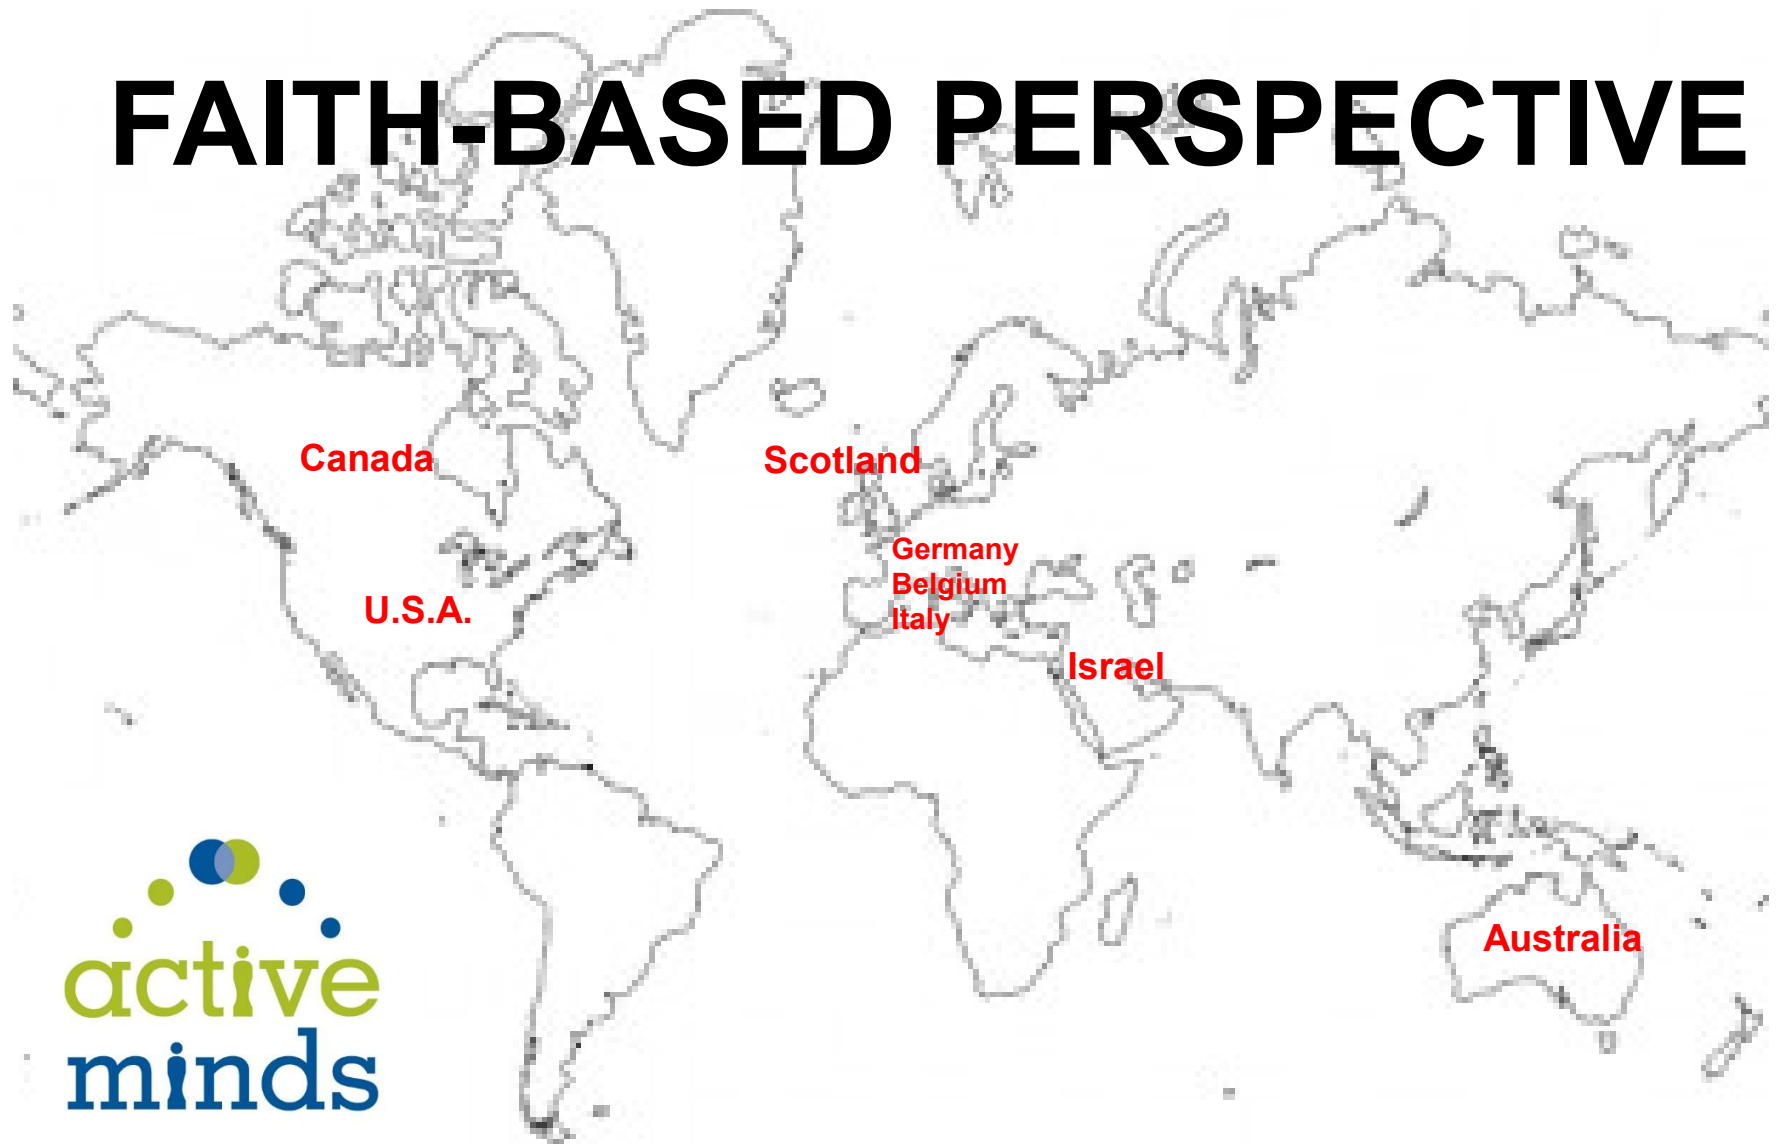 FAITH-BASED PERSPECTIVE
Canada
Scotland
Germany
Belgium
Italy
U.S.A.
Israel
Australia
active
minds